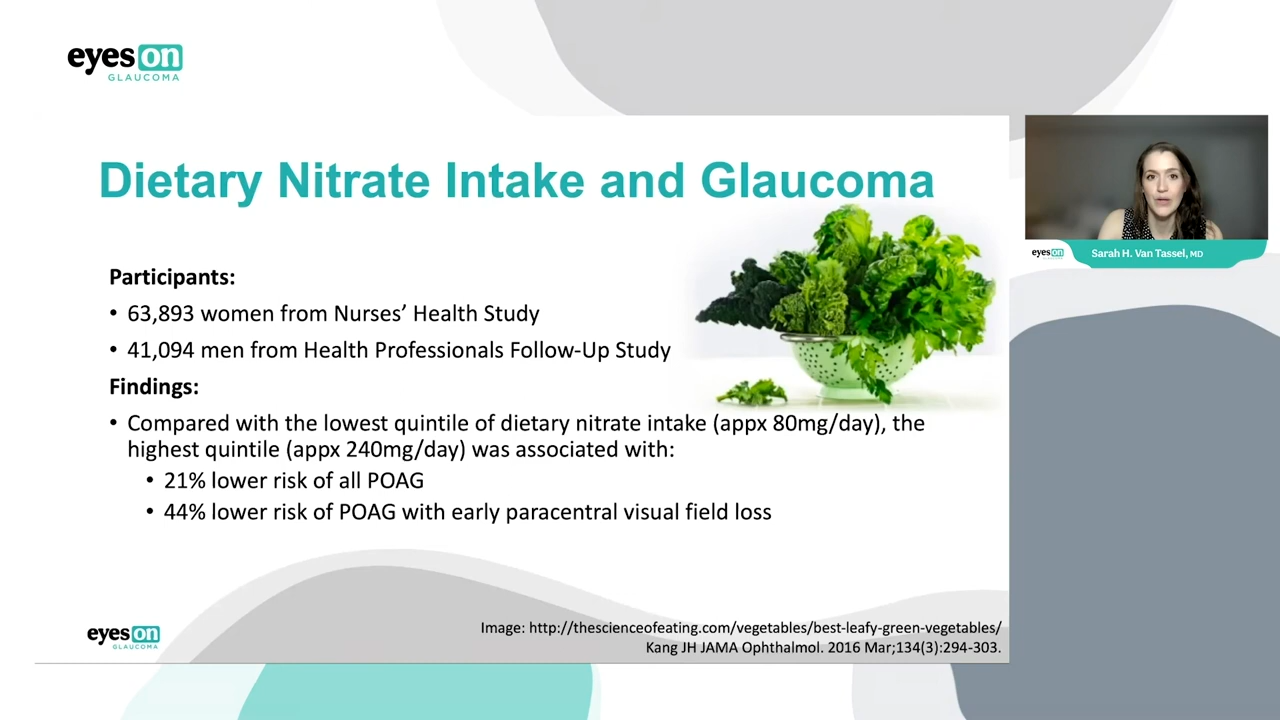 eyes on
GLAUCOMA
Dietary Nitrate Intake and Glaucoma
eyes on
Sarah H. Van Tassel, MD
Participants:
• 63,893 women from Nurses’ Health Study
• 41,094 men from Health Professionals Follow-Up Study
Findings:
• Compared with the lowest quintile of dietary nitrate intake (appx 80mg/day), the
highest quintile (appx 240mg/day) was associated with:
• 21% lower risk of all POAG
• 44% lower risk of POAG with early paracentral visual field loss
eyes on
GLAUCOMA
Image: http://thescienceofeating.com/vegetables/best-leafy-green-vegetables/
Kang JH JAMA Ophthalmol. 2016 Mar;134(3):294-303.